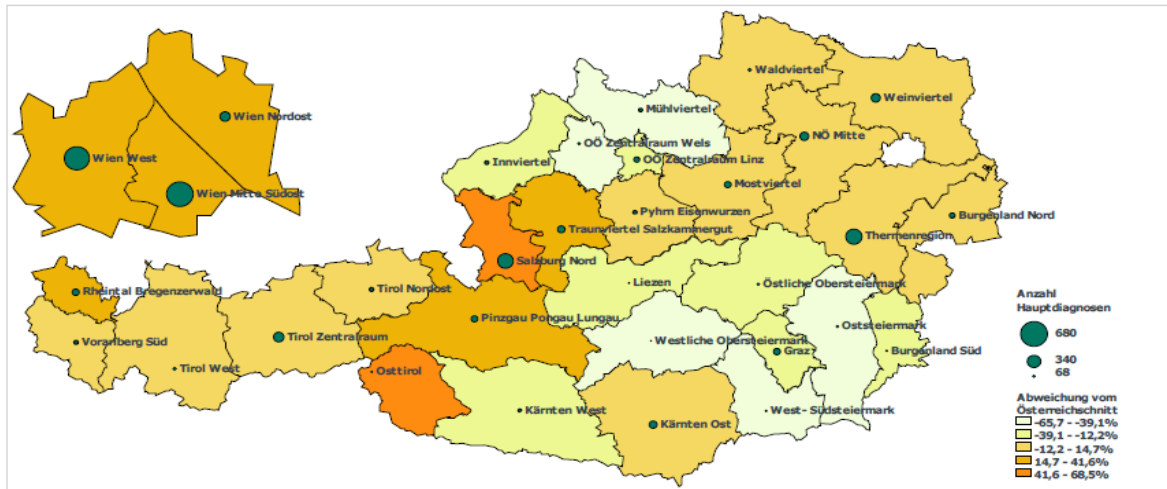 Waldviertel
Weinviertel
Mühlviertel
Wien Nordost
NÖ Mitte
OÖ Zentralraum Wels
Wien West
OÖ Zentralraum Linz
Innviertel
Mostviertel
Wien Mitte Südost
Pyhrn Eisenwurzen
Burgenland Nord
Traunviertel Salzkammergut
Thermenregion
Salzburg Nord
Liezen
Östliche Obersteiermark
Tirol Nordost
Rheintal Bregenzerwald
Pinzgau Pongau Lungau
Oststeiermark
Tirol Zentralraum
Westliche Obersteiermark
Vorarlberg Süd
Graz
Burgenland Süd
Tirol West
Osttirol
Kärnten West
West- Südsteiermark
Kärnten Ost
Anzahl
Hauptdiagnosen
680
340
68
Abweichung vom
Österreichschnitt
-65,7 - -39,1%
-39,1 - -12,2%
-12,2 - 14,7%
14,7 - 41,6%
41,6 - 68,5%